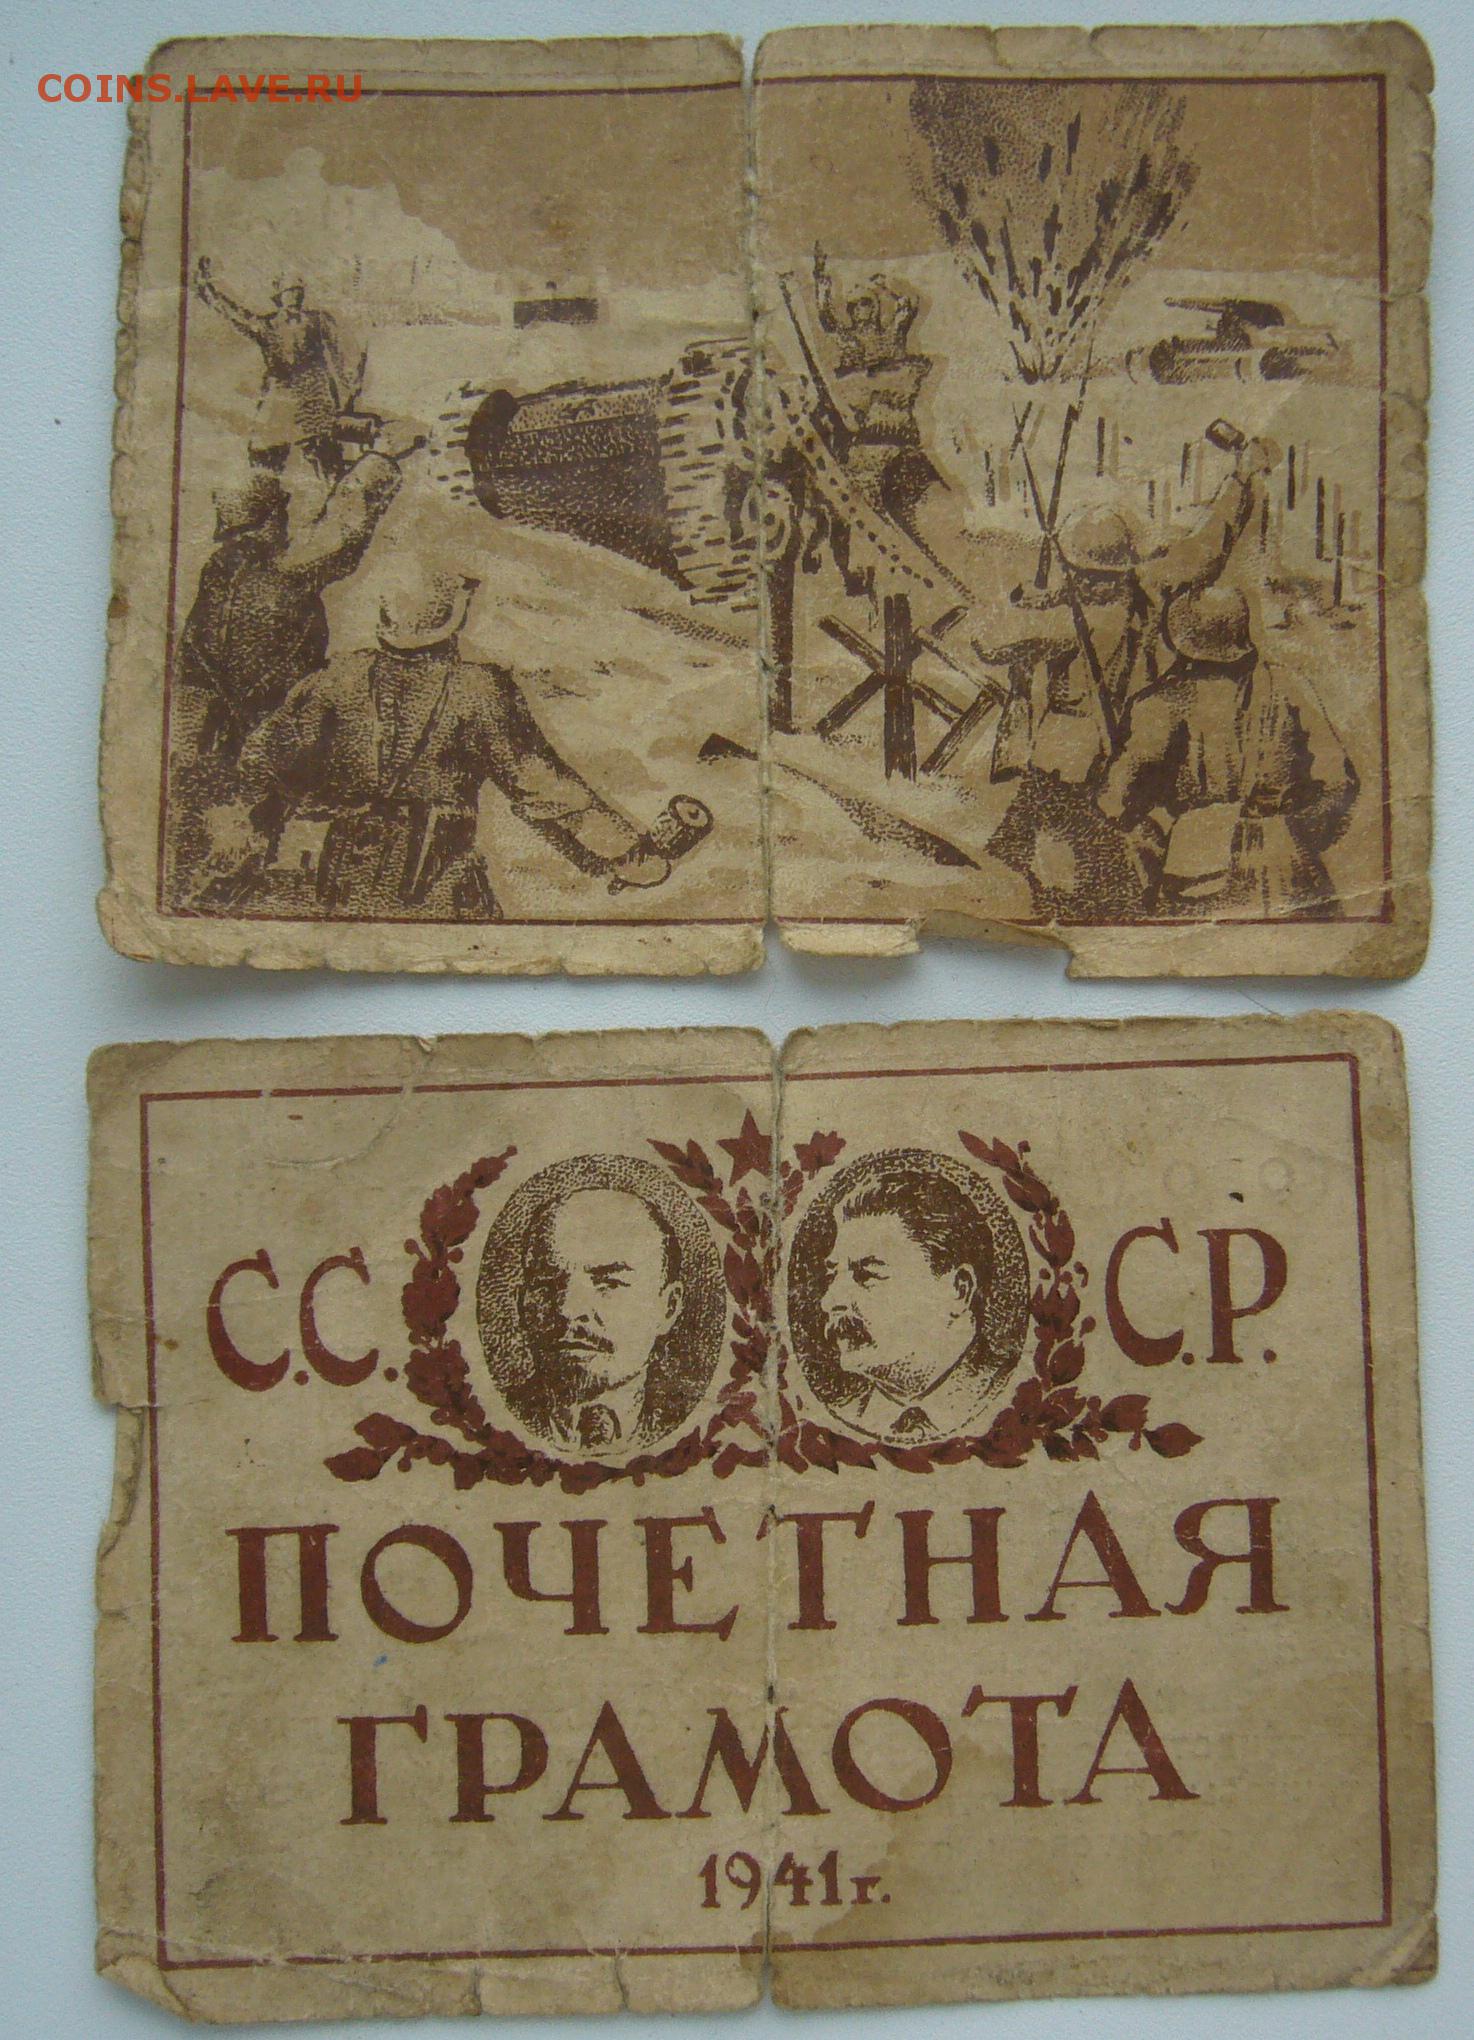 COINS.LAVE.RU
С.С. С.Р.
ПОЧЕТНАЯ
ГРАМОТА
1941г.